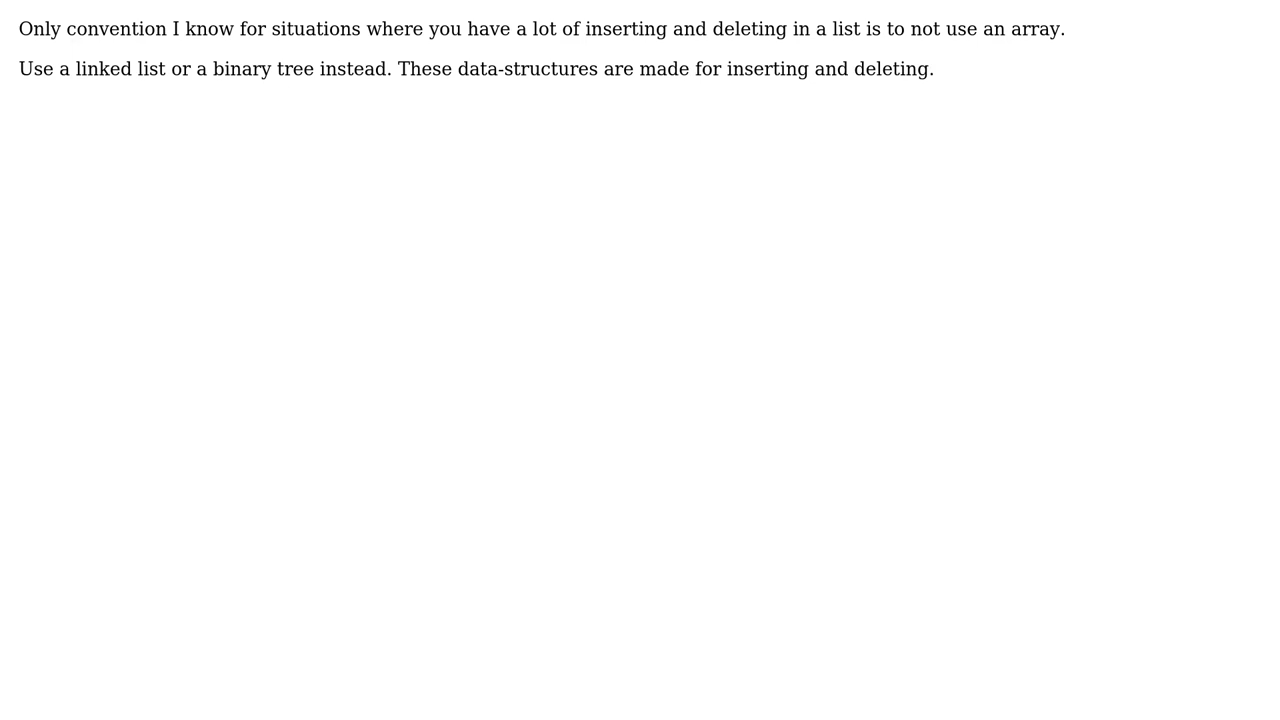 Only convention I know for situations where you have a lot of inserting and deleting in a list is to not use an array.
Use a linked list or a binary tree instead. These data-structures are made for inserting and deleting.